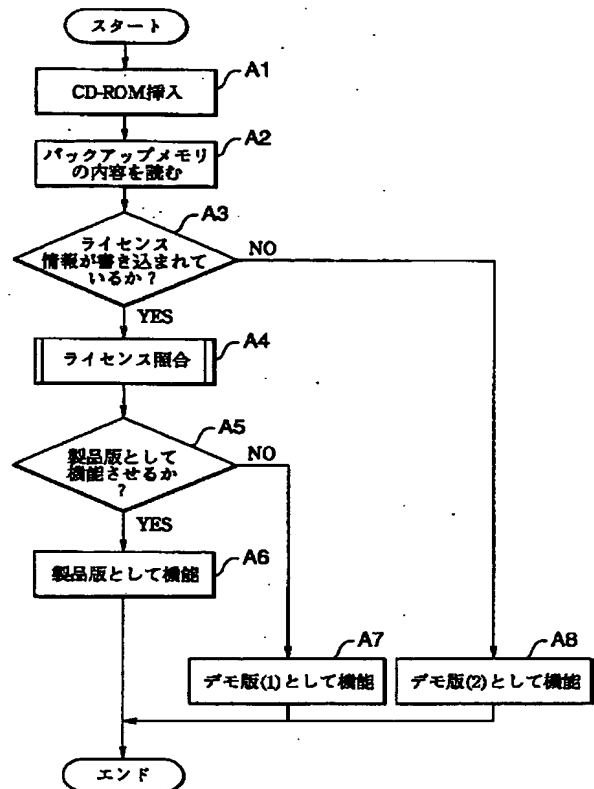 スタート
A1
CD-ROM挿入
A2
バックアップメモリ
の内容を読む
A3
ライセンス
情報が書き込まれて
いるか?
NO
YES
A4
ライセンス照合
A5
製品版として
機能させるか
?
NO
YES
A6
製品版として機能
A7
デモ版(1)として機能
A8
デモ版(2)として機能
エンド